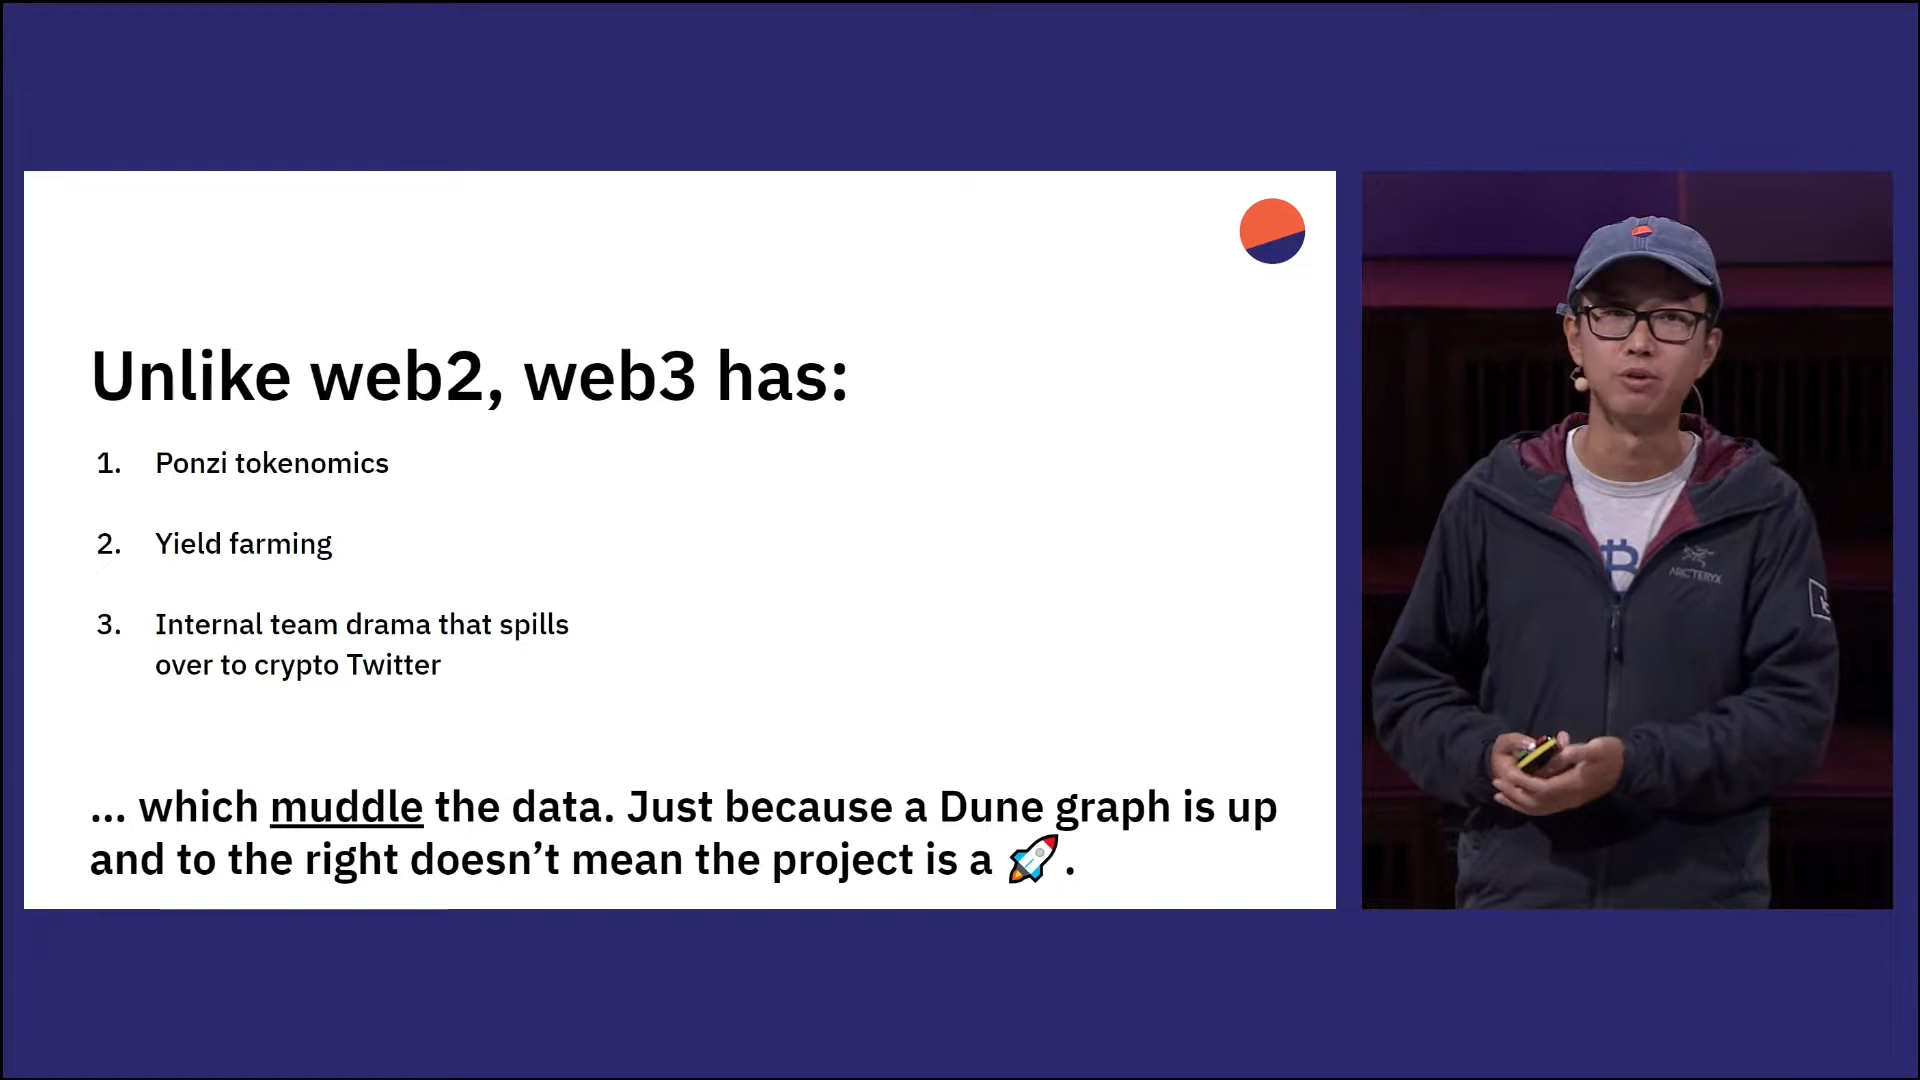 Unlike web2, web3 has:
1. Ponzi tokenomics
2. Yield farming
3. Internal team drama that spills
over to crypto Twitter
... which muddle the data. Just because a Dune graph is up
and to the right doesn’t mean the project is a 🚀.
ARC'TERYX